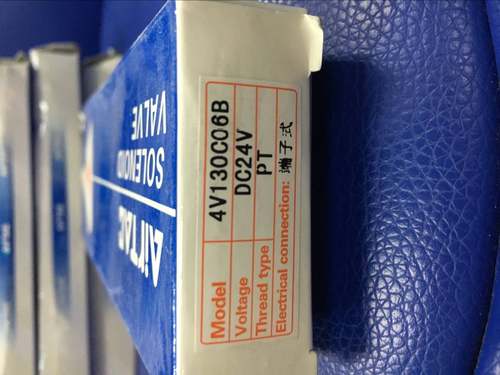 AirTAC
SOLENOID
VALVE
Model 4V130C06B
Voltage DC24V
Thread type PT
Electrical connection: 端子式